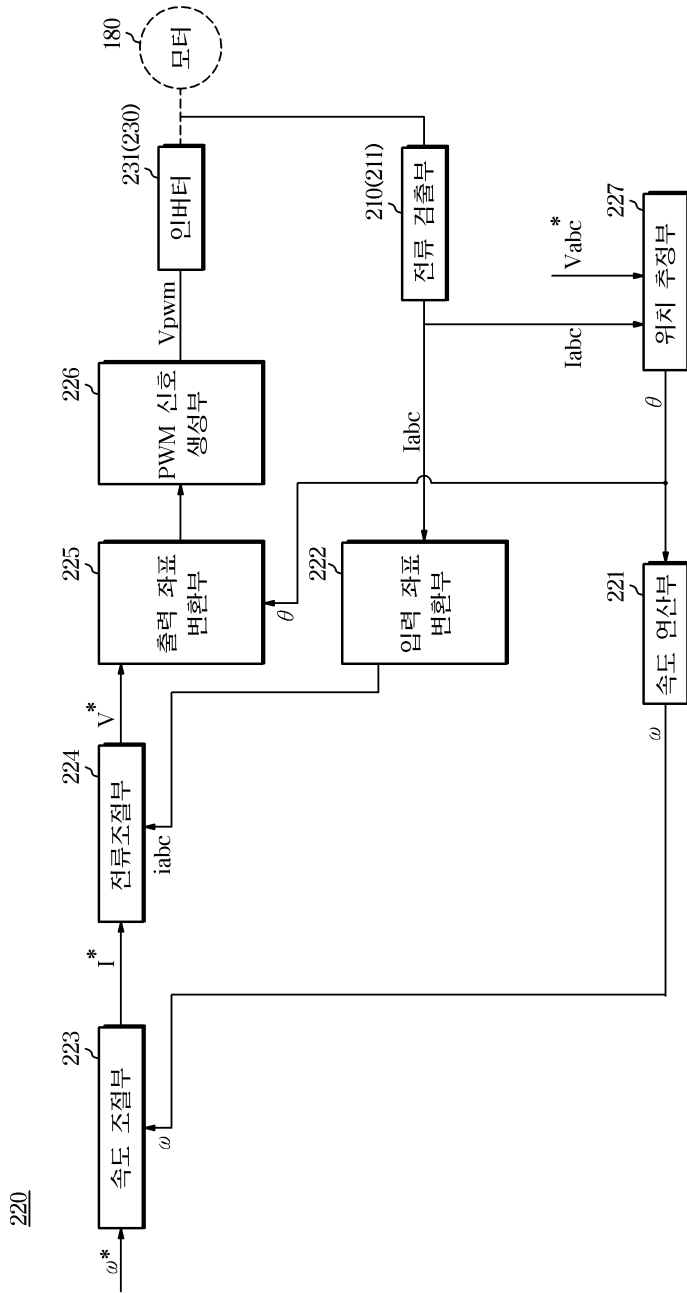 220
ω*
223
속도 조절부
ω
I*
224
전류조절부
iabc
V*
225
출력 좌표
변환부
θ
226
PWM 신호
생성부
Vpwm
231(230)
인버터
180
모터
210(211)
전류 검출부
Iabc
222
입력 좌표
변환부
Iabc
Vabc*
227
위치 추정부
θ
221
속도 연산부
ω